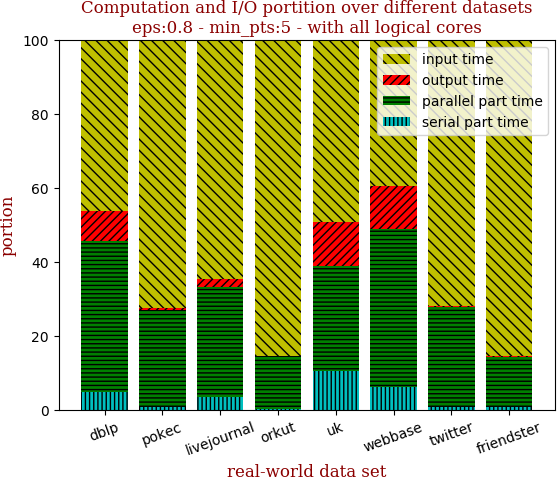 Computation and I/O portition over different datasets
eps:0.8 - min_pts:5 - with all logical cores
100
80
60
40
20
0
portion
input time
output time
parallel part time
serial part time
dblp
pokec
livejournal
orkut
uk
webbase
twitter
friendster
real-world data set